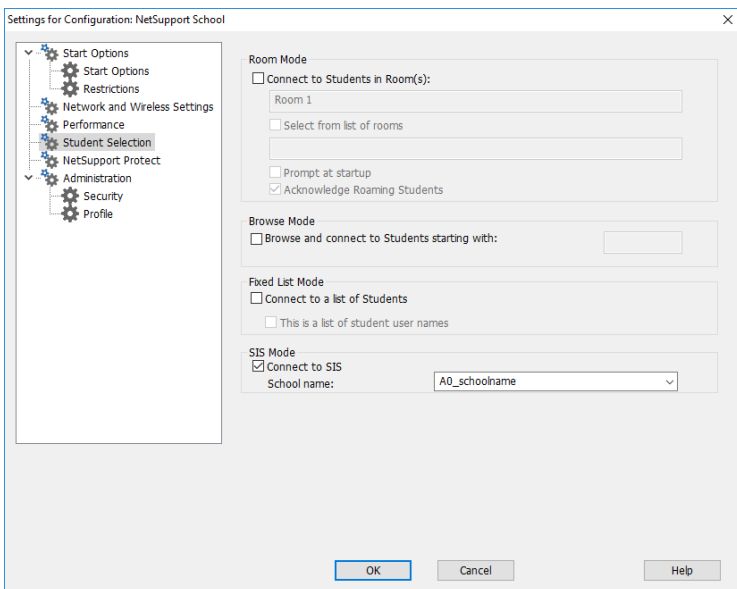 Settings for Configuration: NetSupport School
Start Options
Start Options
Restrictions
Network and Wireless Settings
Performance
Student Selection
NetSupport Protect
Administration
Security
Profile
Room Mode
Connect to Students in Room(s):
Room 1
Select from list of rooms
Prompt at startup
Acknowledge Roaming Students
Browse Mode
Browse and connect to Students starting with:
Fixed List Mode
Connect to a list of Students
This is a list of student user names
SIS Mode
Connect to SIS
School name: A0_schoolname
OK Cancel Help